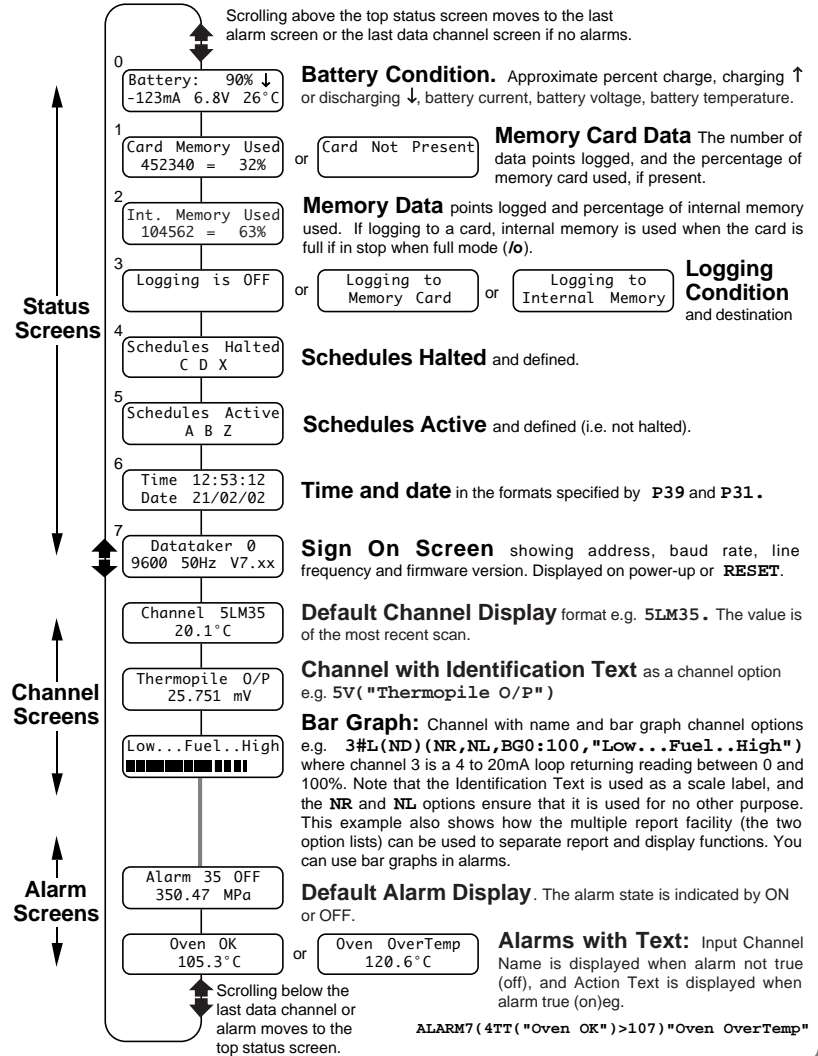 Scrolling above the top status screen moves to the last
alarm screen or the last data channel screen if no alarms.
0
Battery: 90% ↓
-123mA 6.8V 26°C
Battery Condition. Approximate percent charge, charging ↑
or discharging ↓, battery current, battery voltage, battery temperature.
1
Card Memory Used
452340 = 32%
or
Card Not Present
Memory Card Data The number of
data points logged, and the percentage of
memory card used, if present.
2
Int. Memory Used
104562 = 63%
Memory Data points logged and percentage of internal memory
used. If logging to a card, internal memory is used when the card is
full if in stop when full mode (/o).
3
Logging is OFF
or
Logging to
Memory Card
or
Logging to
Internal Memory
Logging
Condition
and destination
Status
Screens
4
Schedules Halted
C D X
Schedules Halted and defined.
5
Schedules Active
A B Z
Schedules Active and defined (i.e. not halted).
6
Time 12:53:12
Date 21/02/02
Time and date in the formats specified by P39 and P31.
7
Datataker 0
9600 50Hz V7.xx
Sign On Screen showing address, baud rate, line
frequency and firmware version. Displayed on power-up or RESET.
Channel 5LM35
20.1°C
Default Channel Display format e.g. 5LM35. The value is
of the most recent scan.
Channel
Screens
Thermopile O/P
25.751 mV
Channel with Identification Text as a channel option
e.g. 5V("Thermopile O/P")
Low...Fuel..High
Bar Graph: Channel with name and bar graph channel options
e.g. 3#L(ND)(NR,NL,BG0:100,"Low...Fuel..High")
where channel 3 is a 4 to 20mA loop returning reading between 0 and
100%. Note that the Identification Text is used as a scale label, and
the NR and NL options ensure that it is used for no other purpose.
This example also shows how the multiple report facility (the two
option lists) can be used to separate report and display functions. You
can use bar graphs in alarms.
Alarm
Screens
Alarm 35 OFF
350.47 MPa
Default Alarm Display. The alarm state is indicated by ON
or OFF.
Oven OK
105.3°C
or
Oven OverTemp
120.6°C
Alarms with Text: Input Channel
Name is displayed when alarm not true
(off), and Action Text is displayed when
alarm true (on)eg.
ALARM7(4TT("Oven OK")>107)"Oven OverTemp"
Scrolling below the
last data channel or
alarm moves to the
top status screen.